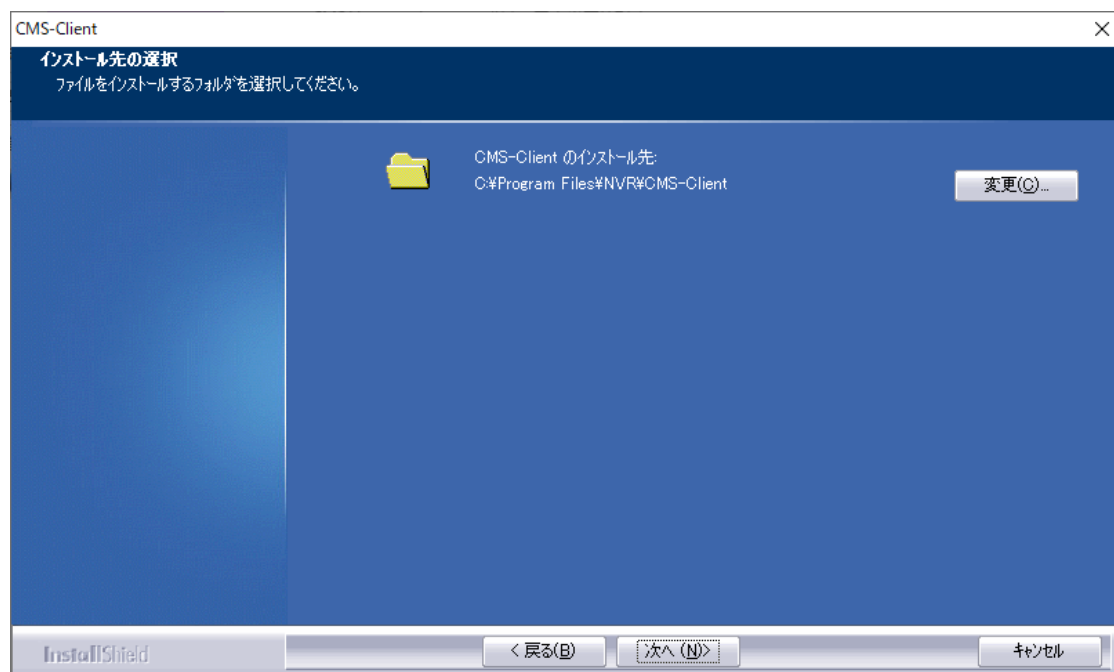 CMS-Client
インストール先の選択
ファイルをインストールするフォルダを選択してください。
CMS-Client のインストール先:
C:¥Program Files¥NVR¥CMS-Client
変更(C)...
InstallShield
< 戻る(B)
次へ (N)>
キャンセル